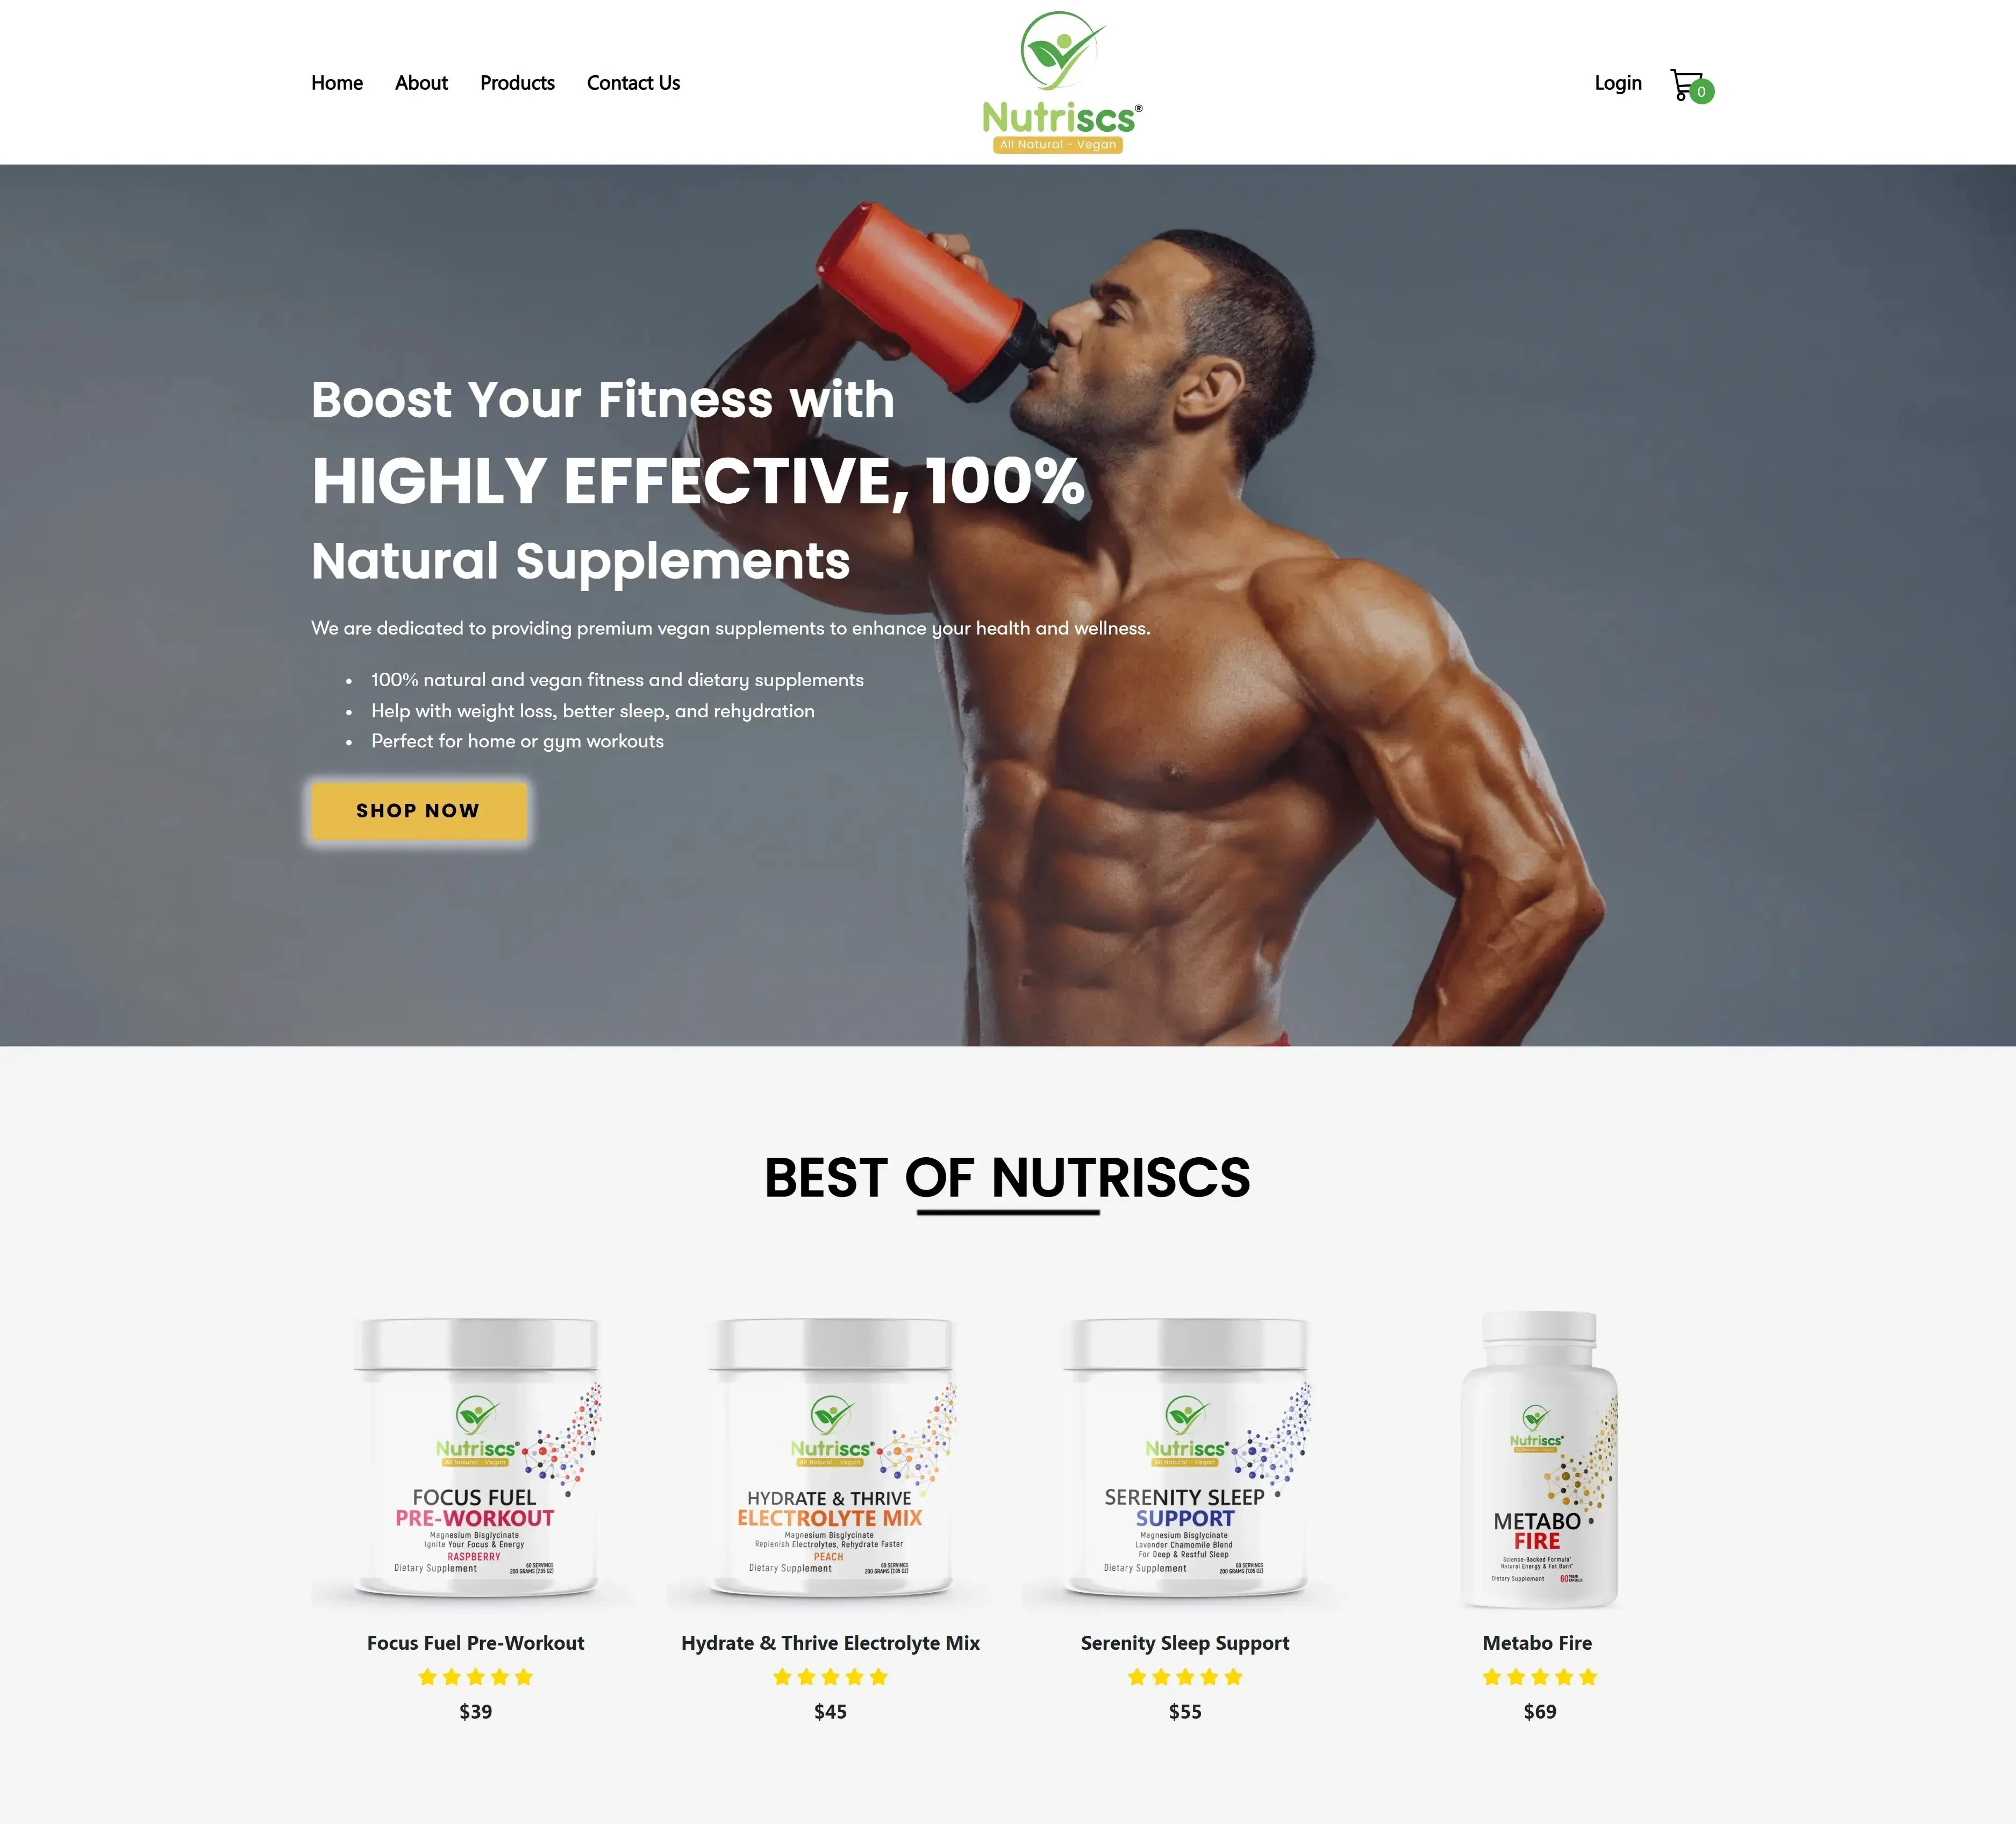 Home About Products Contact Us
Nutriscs®
All Natural - Vegan
Login
0
Boost Your Fitness with
HIGHLY EFFECTIVE, 100%
Natural Supplements
We are dedicated to providing premium vegan supplements to enhance your health and wellness.
• 100% natural and vegan fitness and dietary supplements
• Help with weight loss, better sleep, and rehydration
• Perfect for home or gym workouts
SHOP NOW
BEST OF NUTRISCS
Nutriscs®
All Natural - Vegan
FOCUS FUEL
PRE-WORKOUT
Magnesium Bisglycinate
Ignite Your Focus & Energy
RASPBERRY
Dietary Supplement
60 SERVINGS
200 GRAMS (7.05 OZ)
Focus Fuel Pre-Workout
$39
Nutriscs®
All Natural - Vegan
HYDRATE & THRIVE
ELECTROLYTE MIX
Magnesium Bisglycinate
Replenish Electrolytes, Rehydrate Faster
PEACH
Dietary Supplement
60 SERVINGS
200 GRAMS (7.05 OZ)
Hydrate & Thrive Electrolyte Mix
$45
Nutriscs®
All Natural - Vegan
SERENITY SLEEP
SUPPORT
Magnesium Bisglycinate
Lavender Chamomile Blend
For Deep & Restful Sleep
Dietary Supplement
60 SERVINGS
200 GRAMS (7.05 OZ)
Serenity Sleep Support
$55
Nutriscs®
METABO
FIRE
Science-Backed Formula*
Natural Energy & Fat Burn*
Dietary Supplement
60 VEGAN
CAPSULES
Metabo Fire
$69